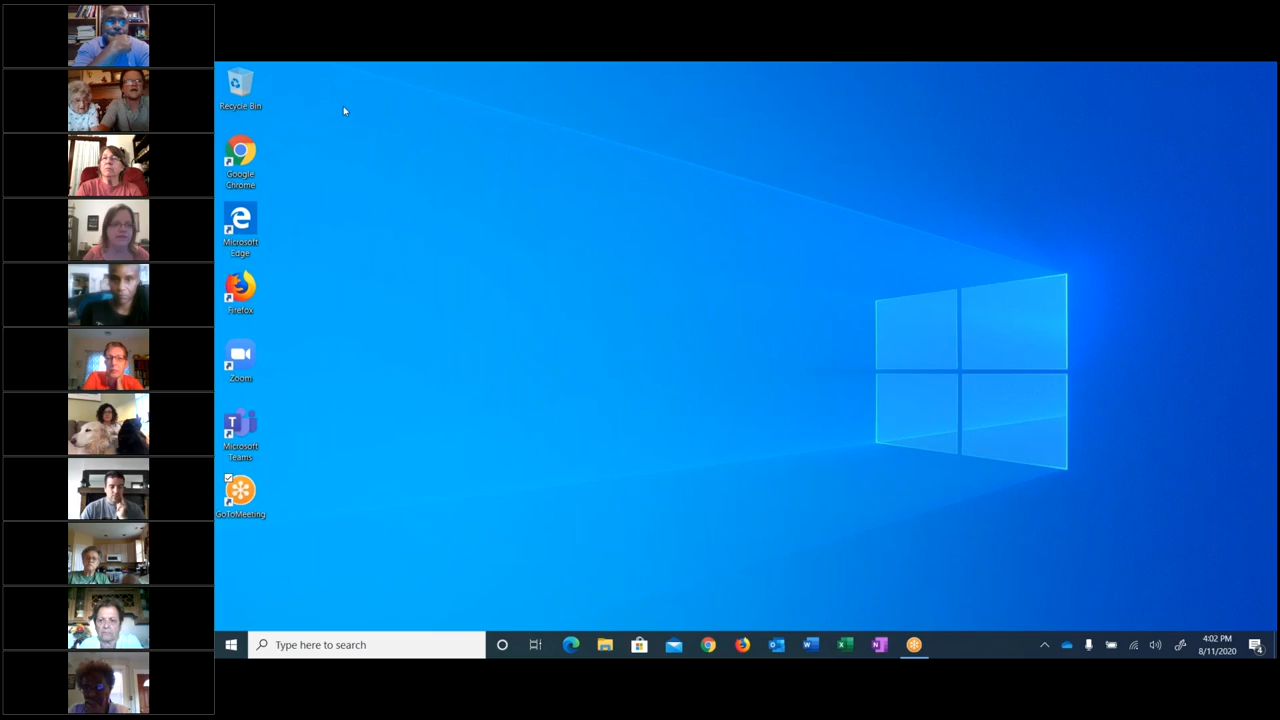 Recycle Bin
Google
Chrome
Microsoft
Edge
Firefox
Zoom
Microsoft
Teams
GoToMeeting
Type here to search
4:02 PM
8/11/2020
4